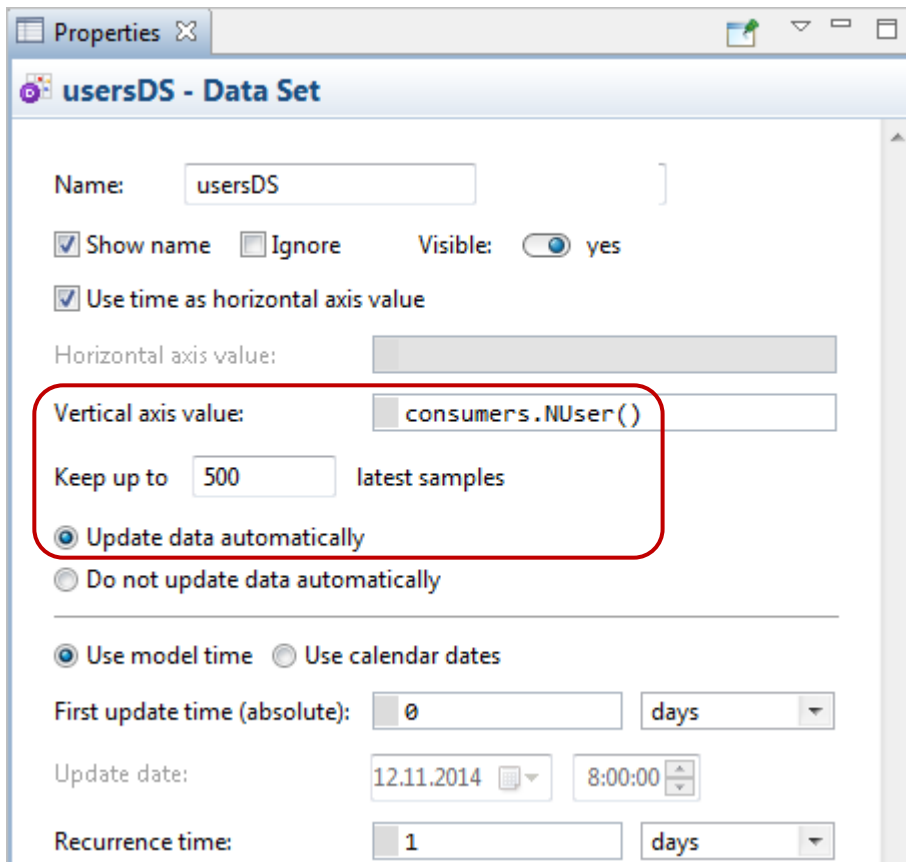 Properties
usersDS - Data Set
Name: usersDS
Show name Ignore Visible: yes
Use time as horizontal axis value
Horizontal axis value:
Vertical axis value: consumers.NUser()
Keep up to 500 latest samples
Update data automatically
Do not update data automatically
Use model time Use calendar dates
First update time (absolute): 0 days
Update date: 12.11.2014 8:00:00
Recurrence time: 1 days